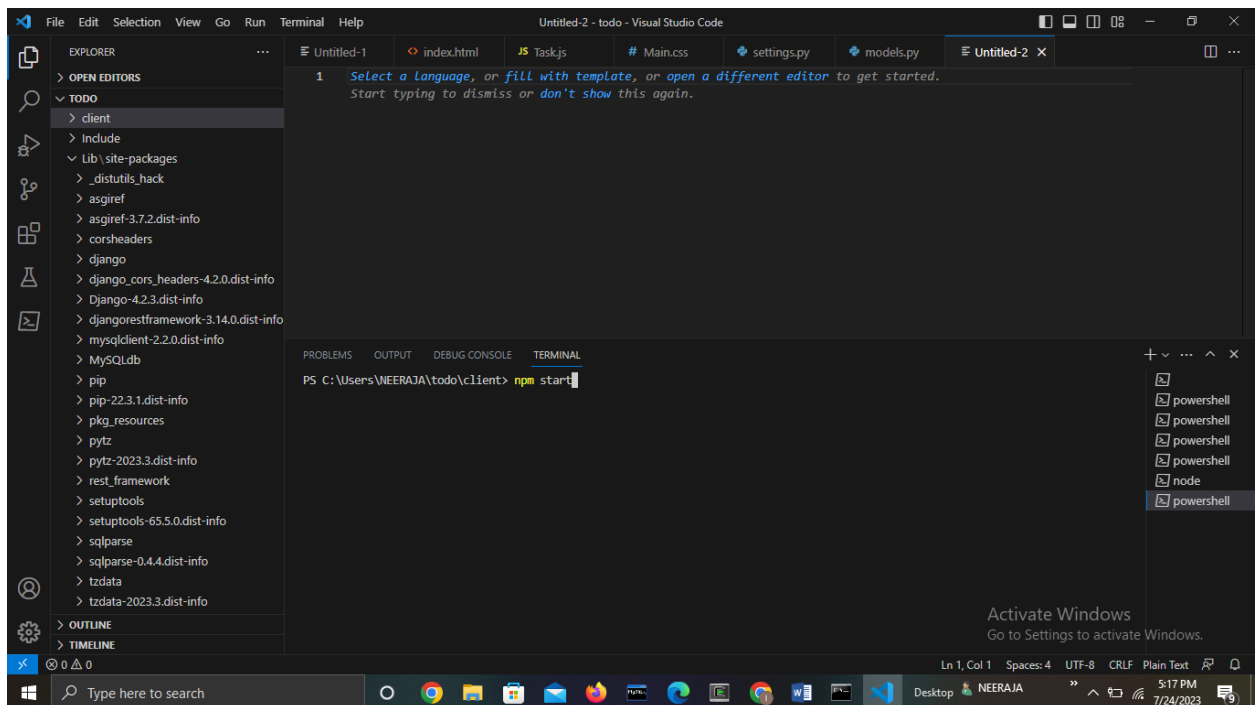 File Edit Selection View Go Run Terminal Help Untitled-2 - todo - Visual Studio Code
EXPLORER
Untitled-1 index.html JS Task.js # Main.css settings.py models.py Untitled-2
OPEN EDITORS
TODO
client
Include
Lib\site-packages
_distutils_hack
asgiref
asgiref-3.7.2.dist-info
corsheaders
django
django_cors_headers-4.2.0.dist-info
Django-4.2.3.dist-info
djangorestframework-3.14.0.dist-info
mysqlclient-2.2.0.dist-info
MySQLdb
pip
pip-22.3.1.dist-info
pkg_resources
pytz
pytz-2023.3.dist-info
rest_framework
setuptools
setuptools-65.5.0.dist-info
sqlparse
sqlparse-0.4.4.dist-info
tzdata
tzdata-2023.3.dist-info
OUTLINE
TIMELINE
1 Select a language, or fill with template, or open a different editor to get started.
Start typing to dismiss or don't show this again.
PROBLEMS OUTPUT DEBUG CONSOLE TERMINAL
PS C:\Users\NEERAJA\todo\client> npm start
powershell
powershell
powershell
powershell
node
powershell
Activate Windows
Go to Settings to activate Windows.
0 0 Ln 1, Col 1 Spaces: 4 UTF-8 CRLF Plain Text
Type here to search Desktop NEERAJA 5:17 PM
7/24/2023
9